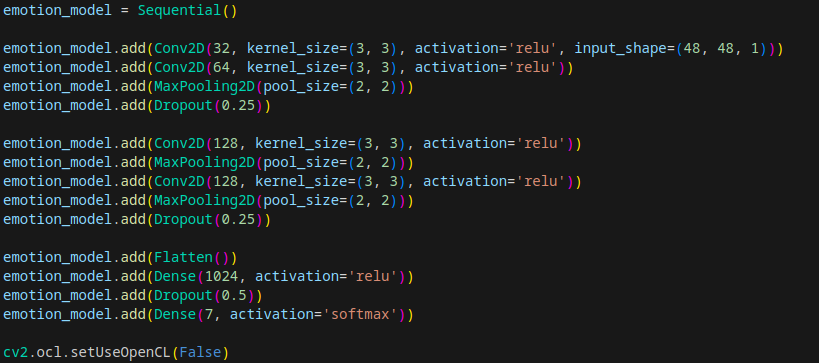 emotion_model = Sequential()
emotion_model.add(Conv2D(32, kernel_size=(3, 3), activation='relu', input_shape=(48, 48, 1)))
emotion_model.add(Conv2D(64, kernel_size=(3, 3), activation='relu'))
emotion_model.add(MaxPooling2D(pool_size=(2, 2)))
emotion_model.add(Dropout(0.25))
emotion_model.add(Conv2D(128, kernel_size=(3, 3), activation='relu'))
emotion_model.add(MaxPooling2D(pool_size=(2, 2)))
emotion_model.add(Conv2D(128, kernel_size=(3, 3), activation='relu'))
emotion_model.add(MaxPooling2D(pool_size=(2, 2)))
emotion_model.add(Dropout(0.25))
emotion_model.add(Flatten())
emotion_model.add(Dense(1024, activation='relu'))
emotion_model.add(Dropout(0.5))
emotion_model.add(Dense(7, activation='softmax'))
cv2.ocl.setUseOpenCL(False)